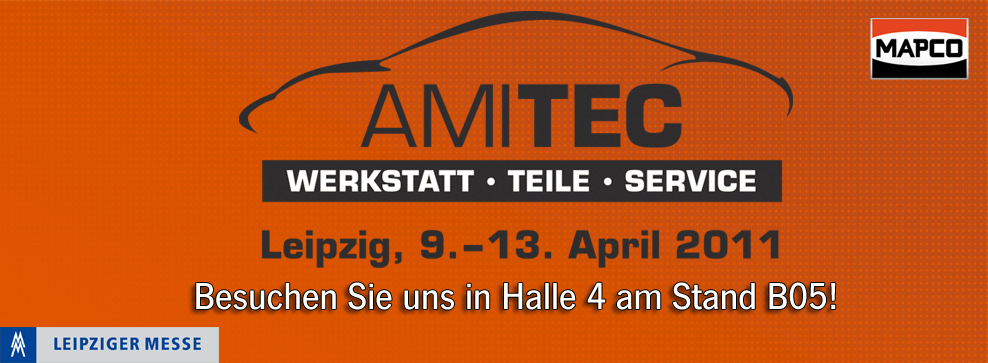 MAPCO
AMITEC
WERKSTATT • TEILE • SERVICE
Leipzig, 9.–13. April 2011
Besuchen Sie uns in Halle 4 am Stand B05!
LEIPZIGER MESSE